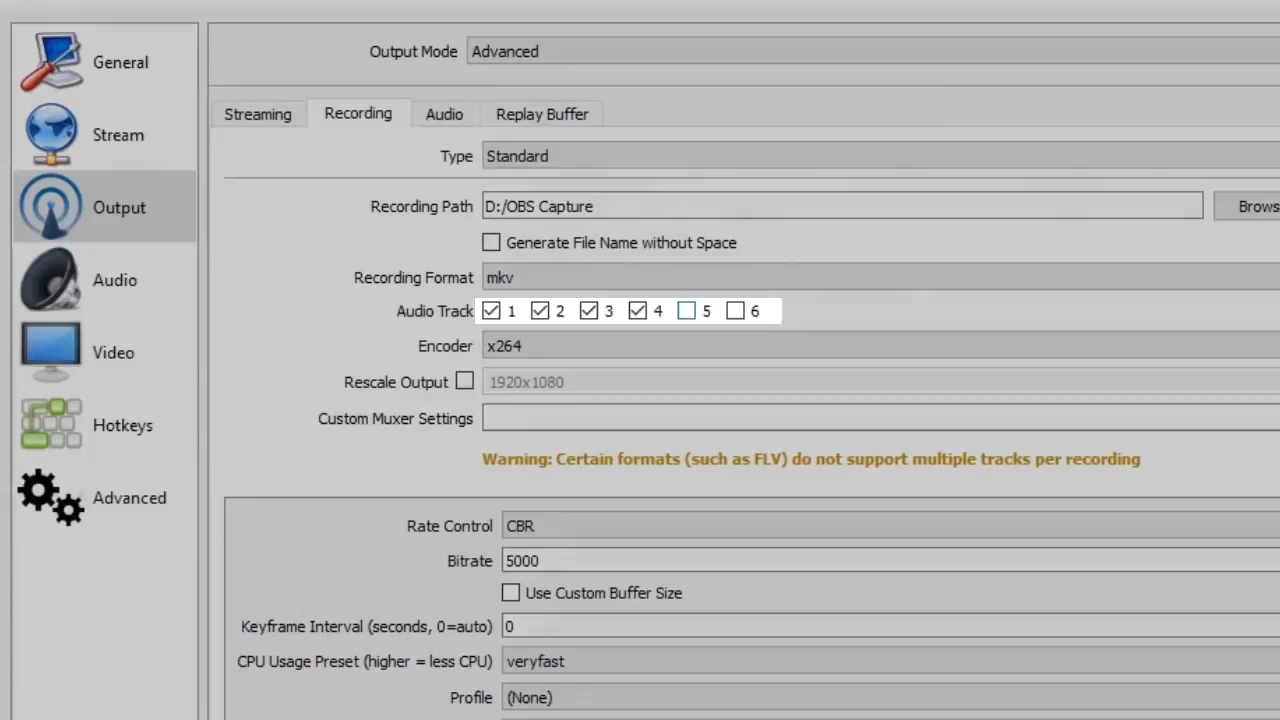 General
Stream
Output
Audio
Video
Hotkeys
Advanced
Output Mode Advanced
Streaming Recording Audio Replay Buffer
Type Standard
Recording Path D:/OBS Capture Brows
Generate File Name without Space
Recording Format mkv
Audio Track 1 2 3 4 5 6
Encoder x264
Rescale Output 1920x1080
Custom Muxer Settings
Warning: Certain formats (such as FLV) do not support multiple tracks per recording
Rate Control CBR
Bitrate 5000
Use Custom Buffer Size
Keyframe Interval (seconds, 0=auto) 0
CPU Usage Preset (higher = less CPU) veryfast
Profile (None)